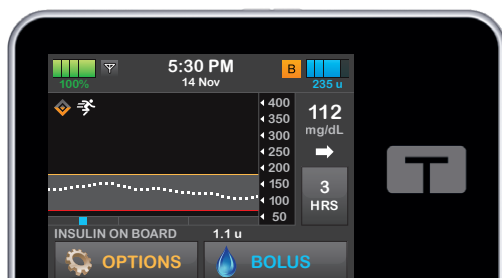 5:30 PM
B
100%
14 Nov
235 u
400
350
112
mg/dL
300
250
200
150
3
HRS
100
50
INSULIN ON BOARD 1.1 u
OPTIONS
BOLUS
T